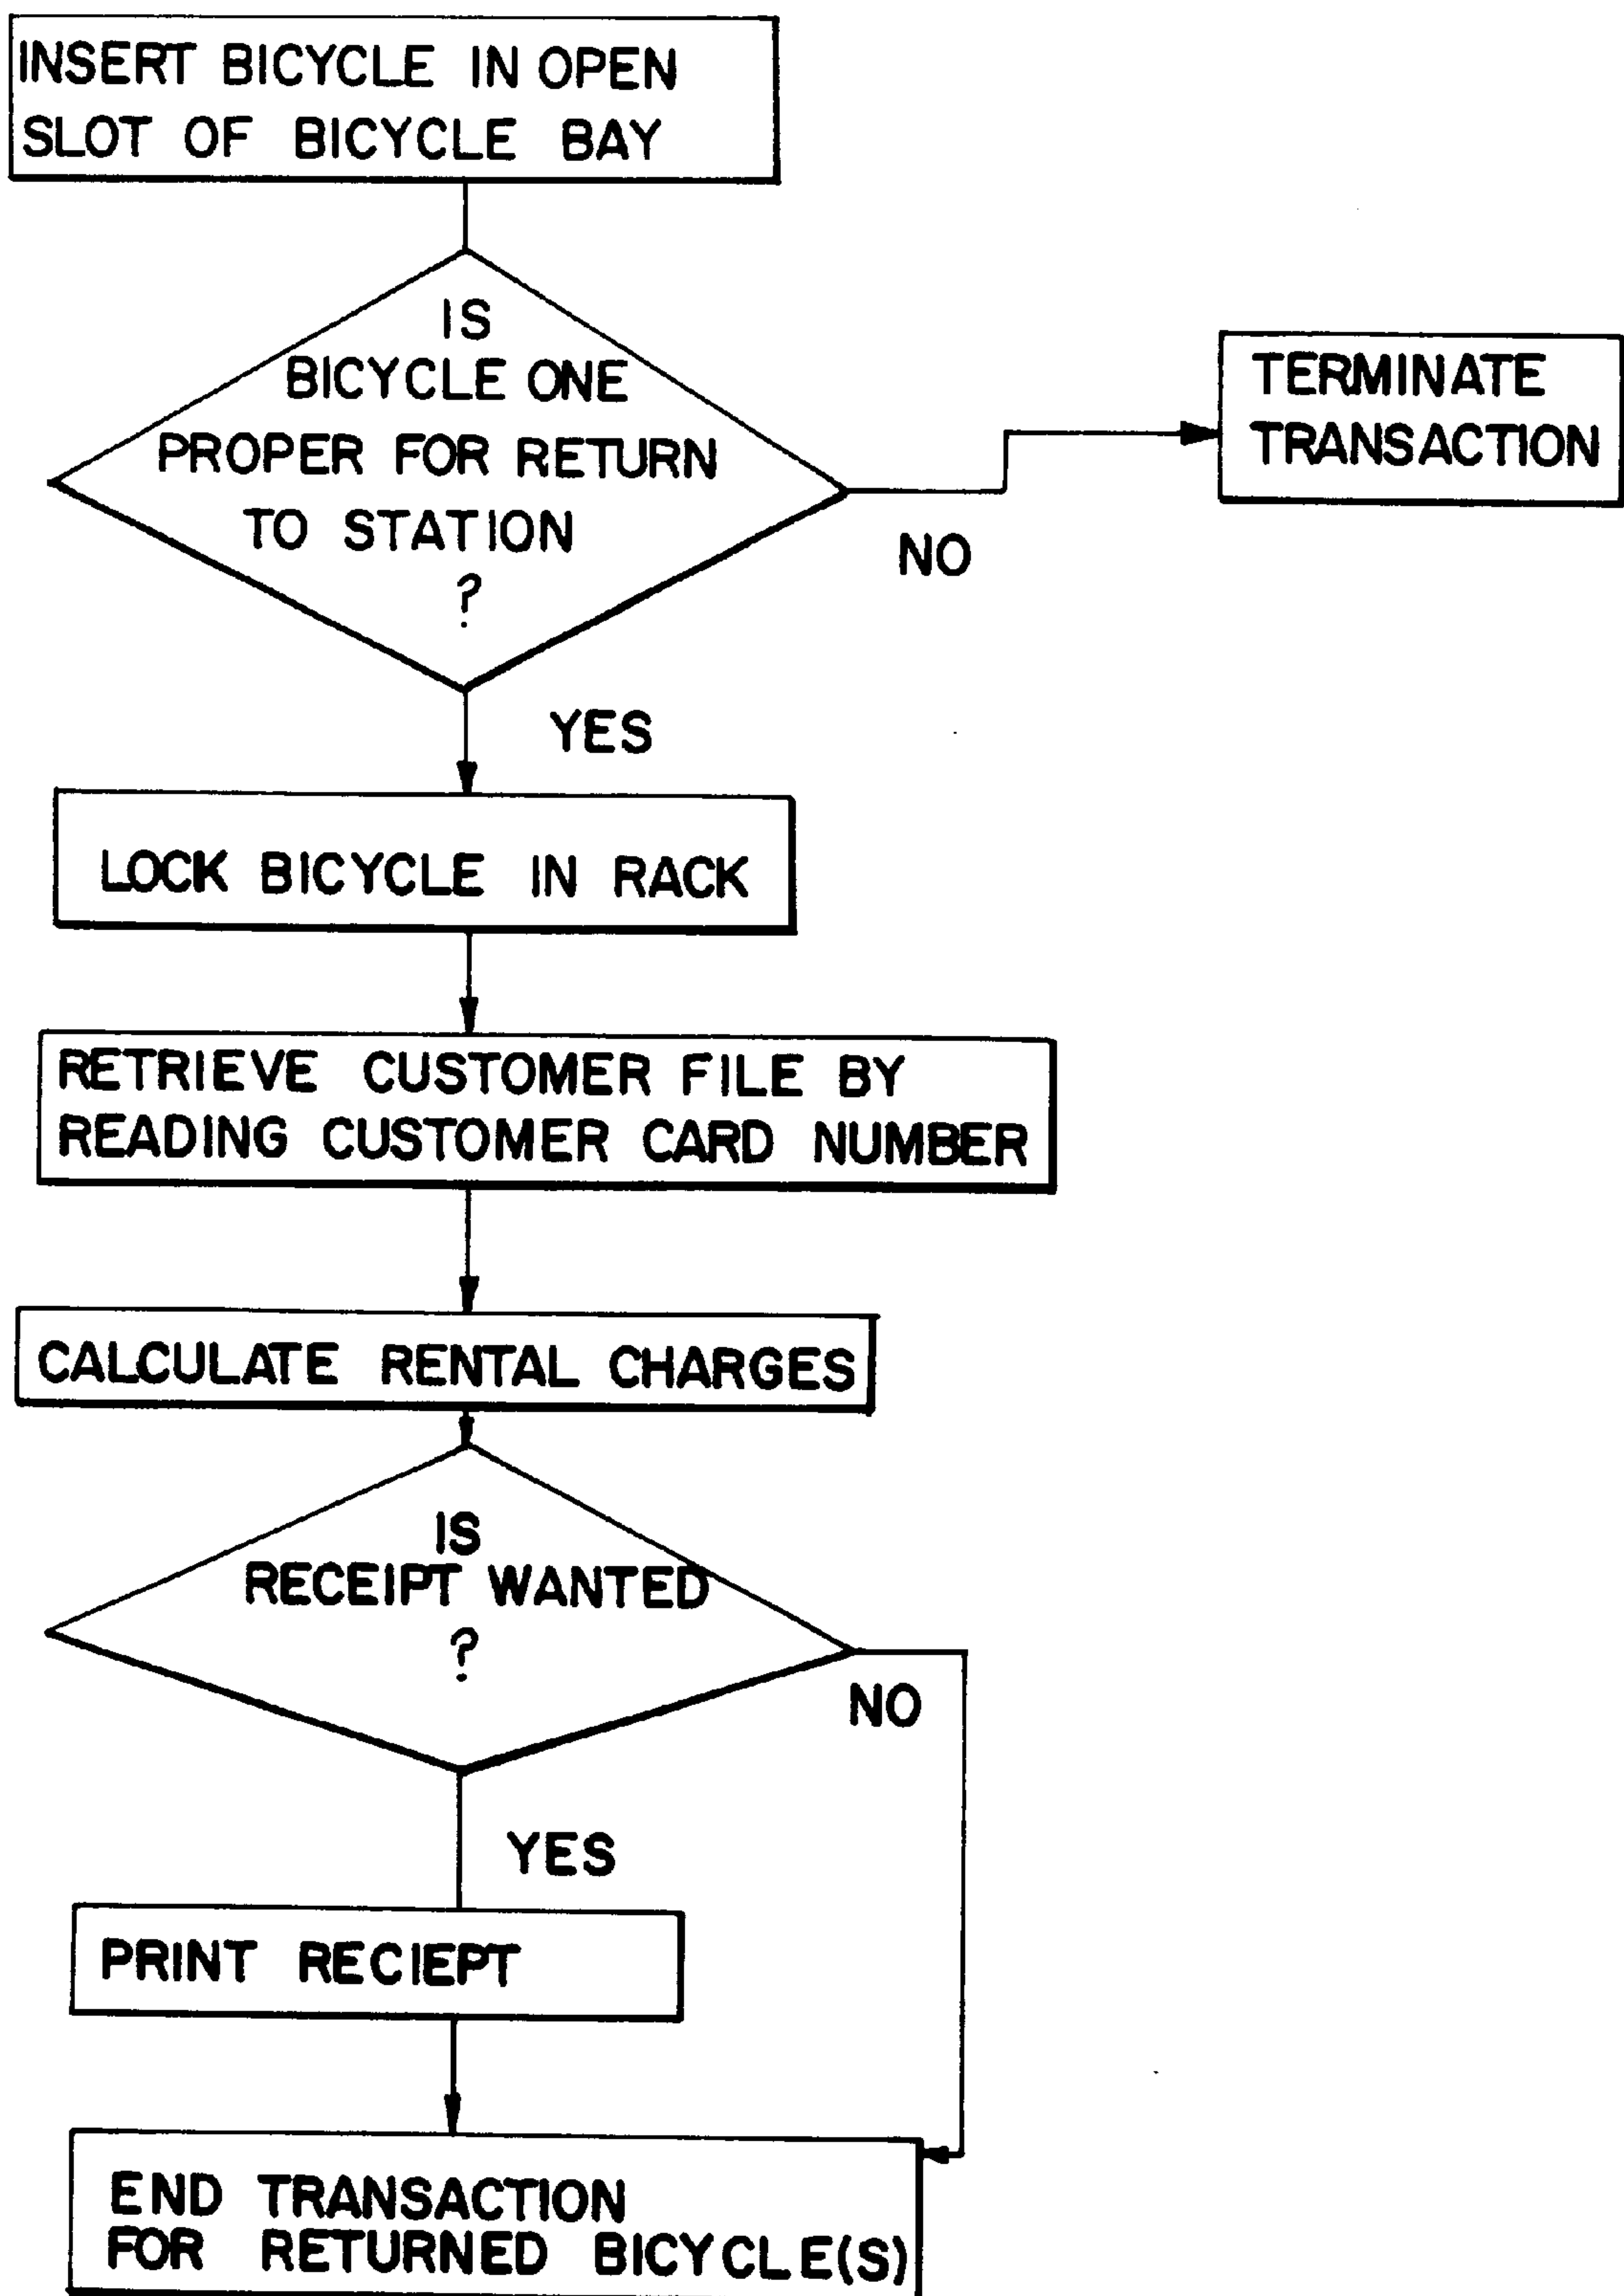 INSERT BICYCLE IN OPEN
SLOT OF BICYCLE BAY
IS
BICYCLE ONE
PROPER FOR RETURN
TO STATION
?
NO
TERMINATE
TRANSACTION
YES
LOCK BICYCLE IN RACK
RETRIEVE CUSTOMER FILE BY
READING CUSTOMER CARD NUMBER
CALCULATE RENTAL CHARGES
IS
RECEIPT WANTED
?
NO
YES
PRINT RECIEPT
END TRANSACTION
FOR RETURNED BICYCLE(S)